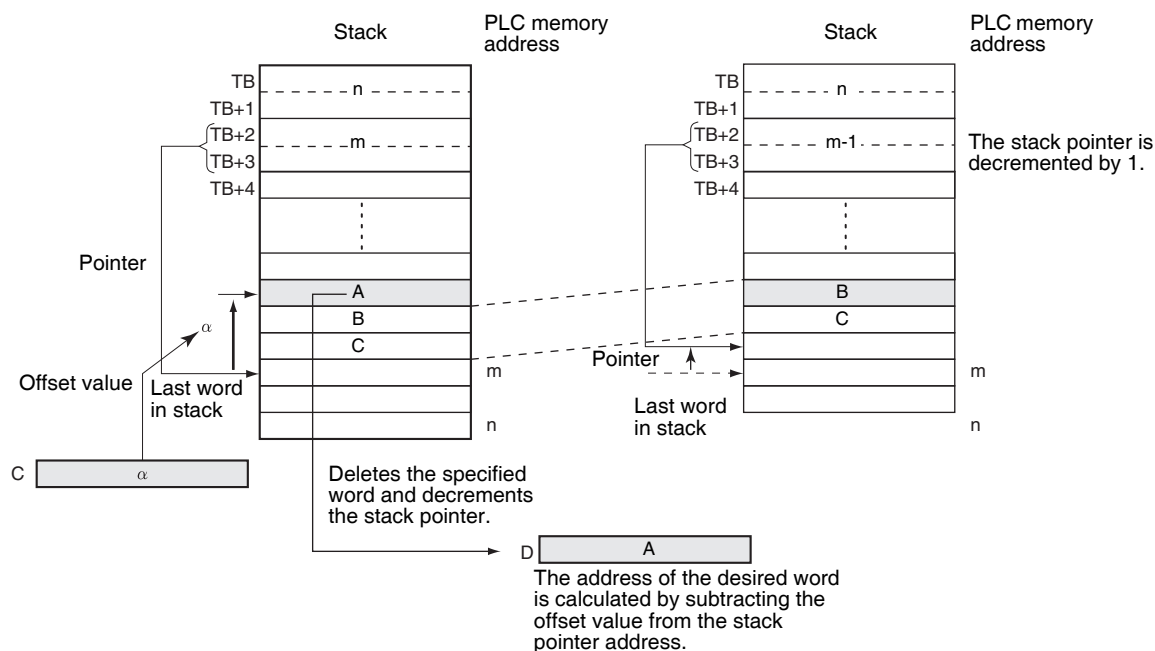 Stack
PLC memory
address
TB
n
TB+1
TB+2
m
TB+3
TB+4
Pointer
A
B
α
C
Offset value
Last word
in stack
m
n
C
α
Deletes the specified
word and decrements
the stack pointer.
D
A
The address of the desired word
is calculated by subtracting the
offset value from the stack
pointer address.
Stack
PLC memory
address
TB
n
TB+1
TB+2
m-1
TB+3
TB+4
The stack pointer is
decremented by 1.
B
C
Pointer
m
Last word
in stack
n